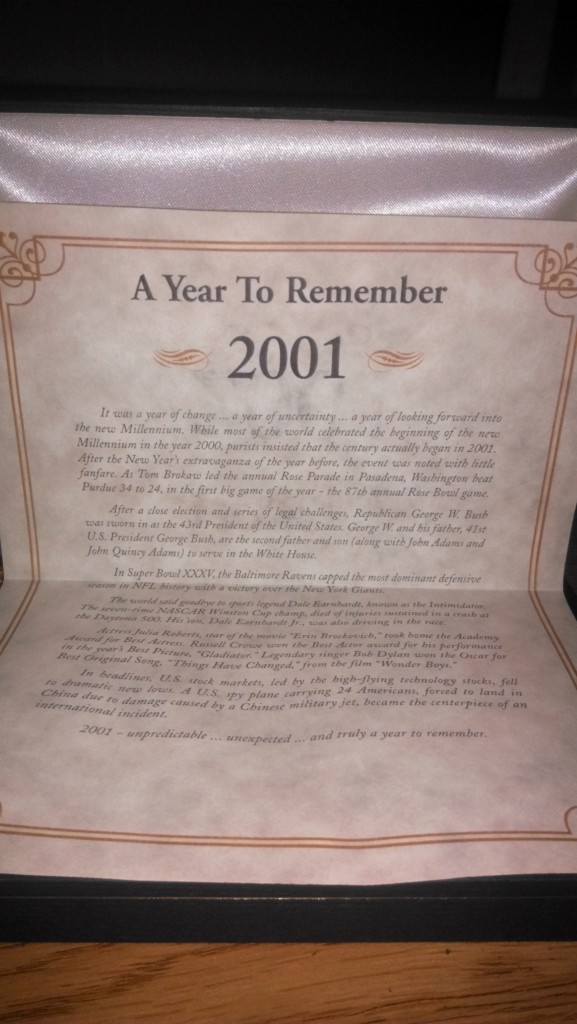 A Year To Remember
2001
It was a year of change ... a year of uncertainty ... a year of looking forward into
the new Millennium. While most of the world celebrated the beginning of the new
Millennium in the year 2000, purists insisted that the century actually began in 2001.
After the New Year's extravaganza of the year before, the event was noted with little
fanfare. As Tom Brokaw led the annual Rose Parade in Pasadena, Washington beat
Purdue 34 to 24, in the first big game of the year - the 87th annual Rose Bowl game.
After a close election and series of legal challenges, Republican George W. Bush
was sworn in as the 43rd President of the United States. George W. and his father, 41st
U.S. President George Bush, are the second father and son (along with John Adams and
John Quincy Adams) to serve in the White House.
In Super Bowl XXXV, the Baltimore Ravens capped the most dominant defensive
season in NFL history with a victory over the New York Giants.
The world said goodbye to sports legend Dale Earnhardt, known as the Intimidator.
The seven-time NASCAR Winston Cup champ, died of injuries sustained in a crash at
the Daytona 500. His son, Dale Earnhardt Jr., was also driving in the race.
Actress Julia Roberts, star of the movie "Erin Brockovich," took home the Academy
Award for Best Actress. Russell Crowe won the Best Actor award for his performance
in the year's Best Picture, "Gladiator." Legendary singer Bob Dylan won the Oscar for
Best Original Song, "Things Have Changed," from the film "Wonder Boys."
In headlines, U.S. stock markets, led by the high-flying technology stocks, fell
to dramatic new lows. A U.S. spy plane carrying 24 Americans, forced to land in
China due to damage caused by a Chinese military jet, became the centerpiece of an
international incident.
2001 - unpredictable ... unexpected ... and truly a year to remember.